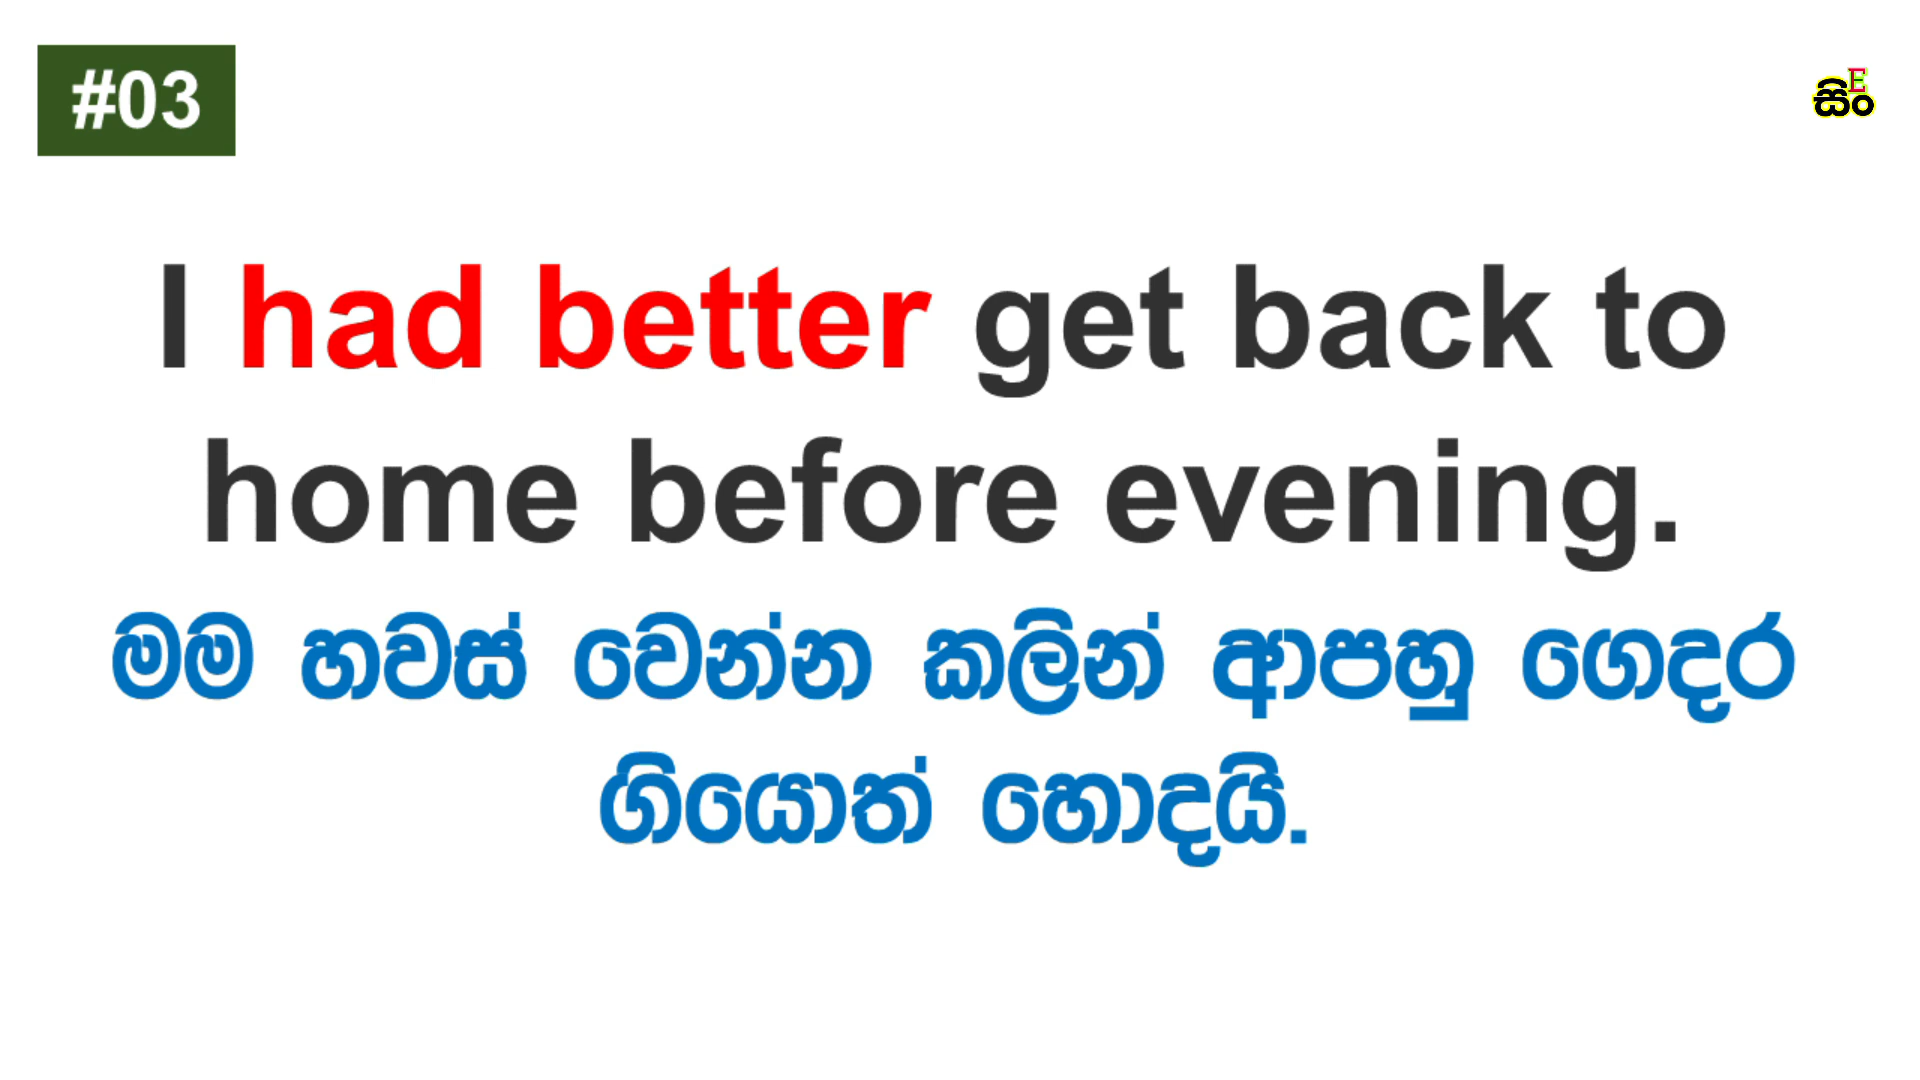 #03
සිං
E
I had better get back to
home before evening.
මම හවස් වෙන්න කලින් ආපහු ගෙදර
ගියොත් හොදයි.